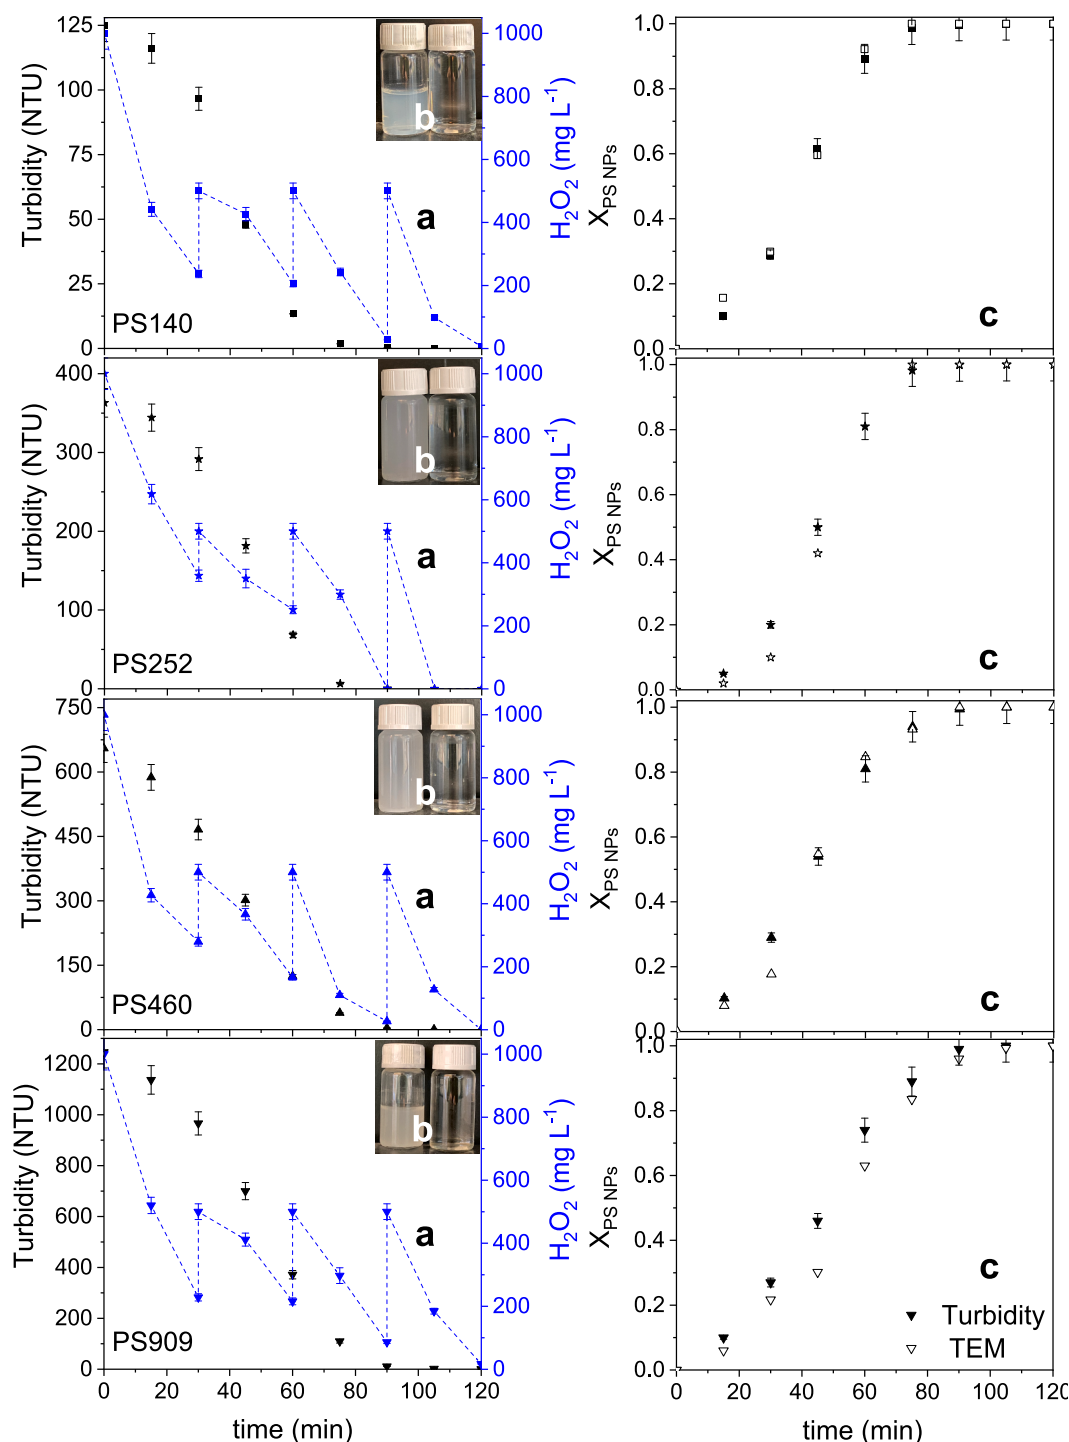 125
100
75
50
25
0
Turbidity (NTU)
1000
800
600
400
200
0
H₂O₂ (mg L⁻¹)
b
a
PS140
1.0
0.8
0.6
0.4
0.2
0.0
X_PS NPs
c
400
300
200
100
0
Turbidity (NTU)
1000
800
600
400
200
0
H₂O₂ (mg L⁻¹)
b
a
PS252
1.0
0.8
0.6
0.4
0.2
0.0
X_PS NPs
c
750
600
450
300
150
0
Turbidity (NTU)
1000
800
600
400
200
0
H₂O₂ (mg L⁻¹)
b
a
PS460
1.0
0.8
0.6
0.4
0.2
0.0
X_PS NPs
c
1200
1000
800
600
400
200
0
Turbidity (NTU)
1000
800
600
400
200
0
H₂O₂ (mg L⁻¹)
b
a
PS909
0 20 40 60 80 100 120
time (min)
1.0
0.8
0.6
0.4
0.2
0.0
X_PS NPs
c
Turbidity
TEM
0 20 40 60 80 100 120
time (min)